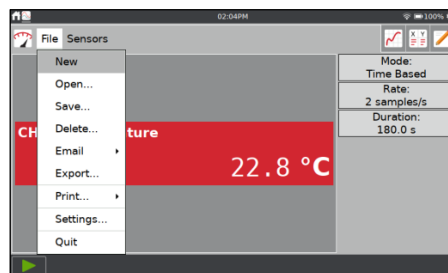 02:04PM
100%
File Sensors
X Y
New
Open...
Save...
Delete...
Email
Export...
Print...
Settings...
Quit
CH
ture
22.8 °C
Mode:
Time Based
Rate:
2 samples/s
Duration:
180.0 s